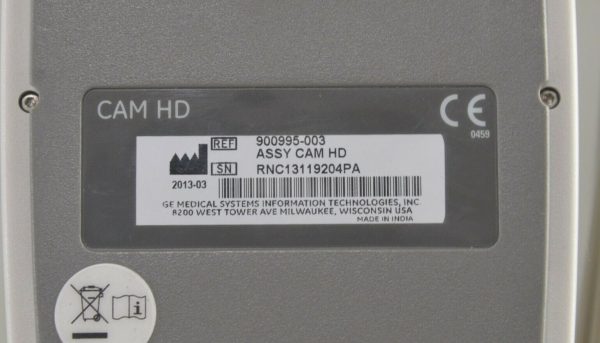 CAM HD
CE
0459
REF 900995-003
ASSY CAM HD
SN RNC13119204PA
2013-03
GE MEDICAL SYSTEMS INFORMATION TECHNOLOGIES, INC.
8200 WEST TOWER AVE MILWAUKEE, WISCONSIN USA
MADE IN INDIA